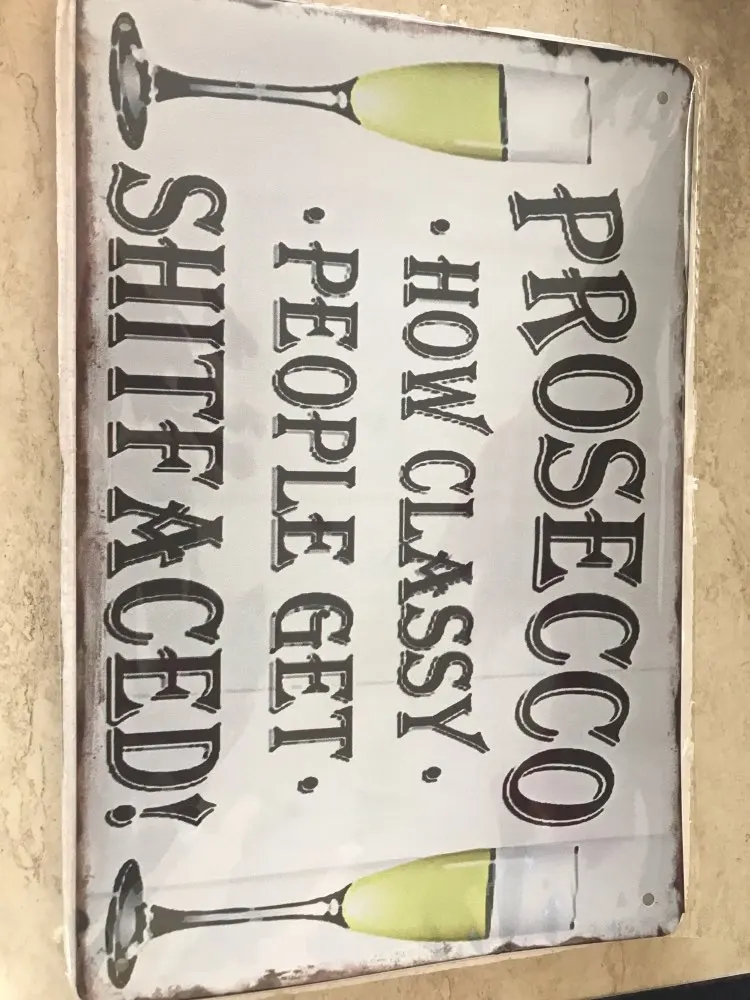 PROSECCO
• HOW CLASSY •
• PEOPLE GET •
SHITFACED!